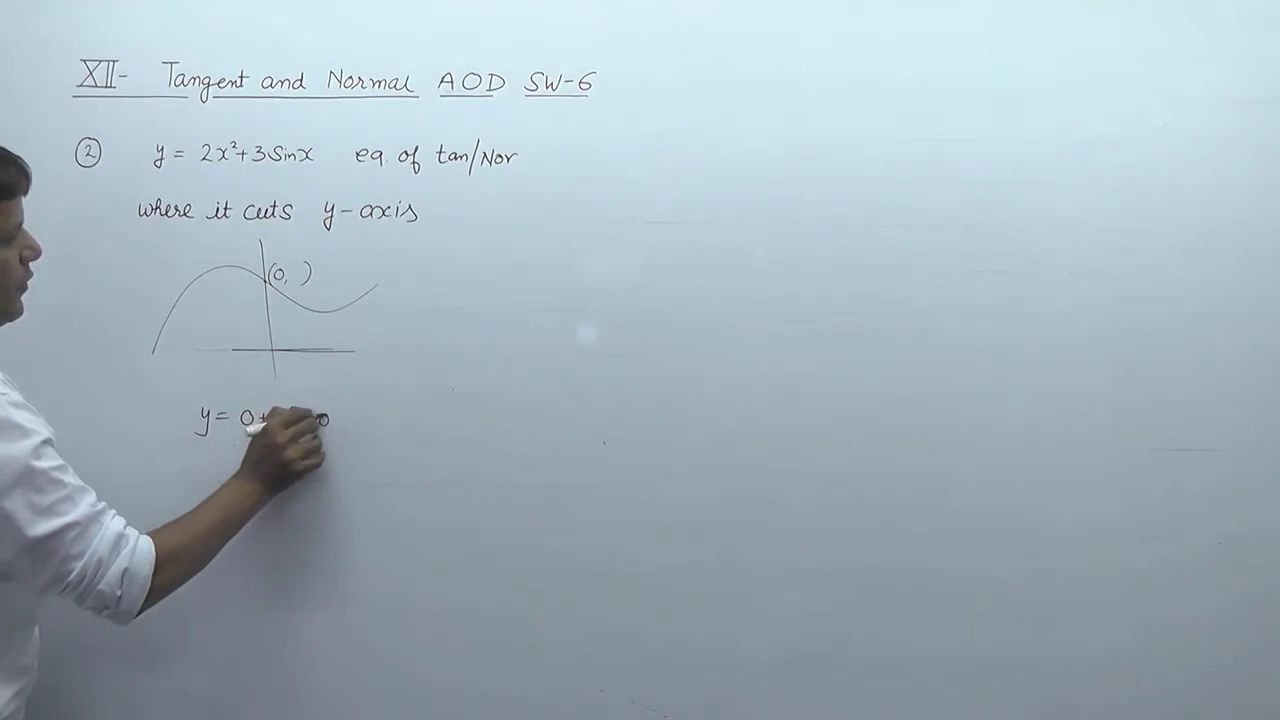 XII- Tangent and Normal AOD SW-6
② y = 2x²+3Sinx eq. of tan/Nor
where it cuts y-axis
(0, )
y= 0+ 0